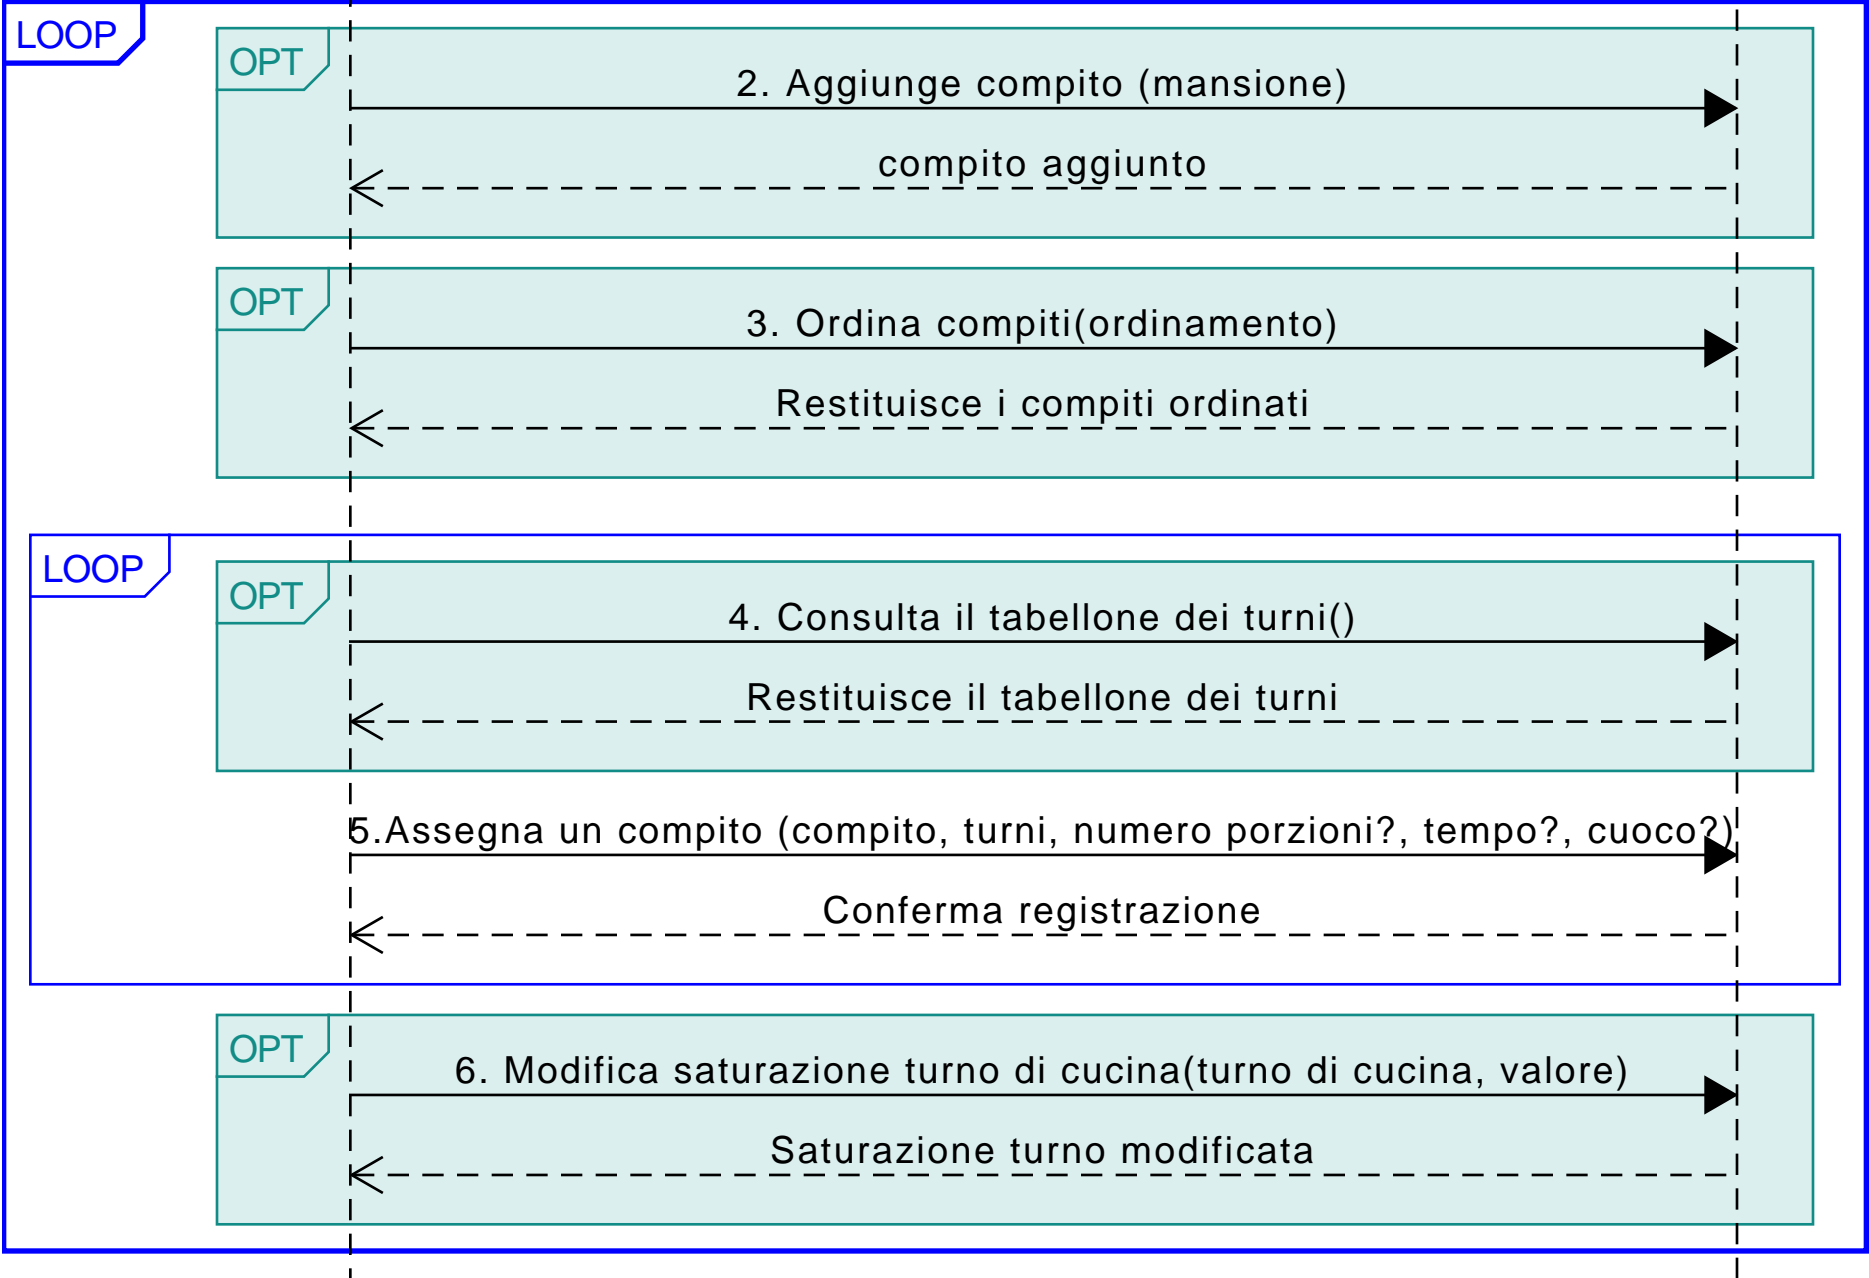 LOOP
OPT
2. Aggiunge compito (mansione)
compito aggiunto
OPT
3. Ordina compiti(ordinamento)
Restituisce i compiti ordinati
LOOP
OPT
4. Consulta il tabellone dei turni()
Restituisce il tabellone dei turni
5.Assegna un compito (compito, turni, numero porzioni?, tempo?, cuoco?)
Conferma registrazione
OPT
6. Modifica saturazione turno di cucina(turno di cucina, valore)
Saturazione turno modificata